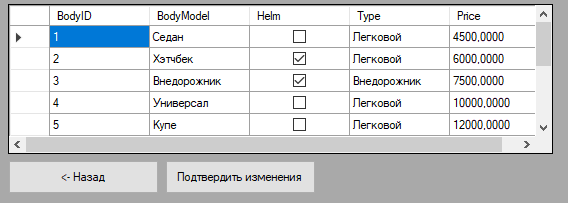 BodyID BodyModel Helm Type Price
1 Седан Легковой 4500,0000
2 Хэтчбек Легковой 6000,0000
3 Внедорожник Внедорожник 7500,0000
4 Универсал Легковой 10000,0000
5 Купе Легковой 12000,0000
<- Назад Подтвердить изменения